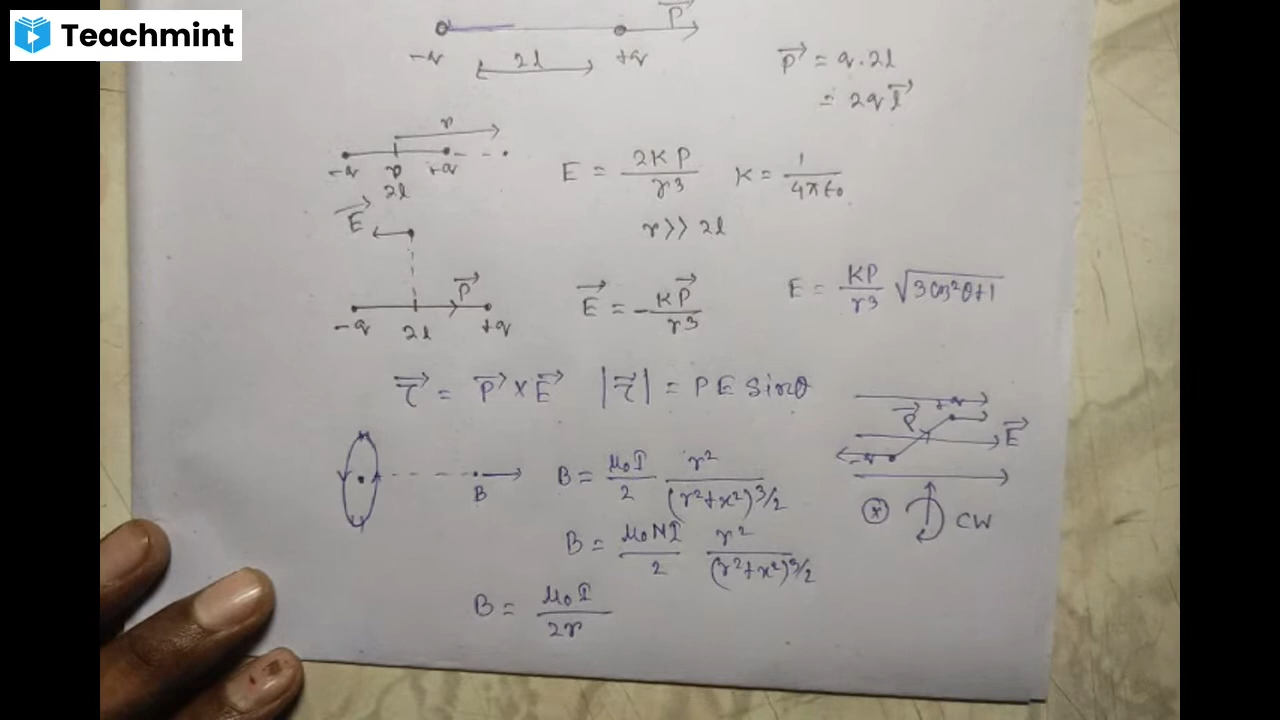 Teachmint
P⃗
-q 2l +q
P⃗ = q.2l
= 2q l⃗
r
-q +q
2l
E = 2KP/r³ K = 1/4πϵ₀
r>>2l
E⃗
P⃗
-q 2l +q
E⃗ = -KP⃗/r³
E = KP/r³ √3cos²θ+1
τ⃗ = P⃗×E⃗ |τ⃗| = PE sinθ
+q
P⃗ E⃗
-q
B
B = μ₀I/2 r²/(r²+x²)^3/2
CW
B = μ₀NI/2 r²/(r²+x²)^3/2
B = μ₀I/2r